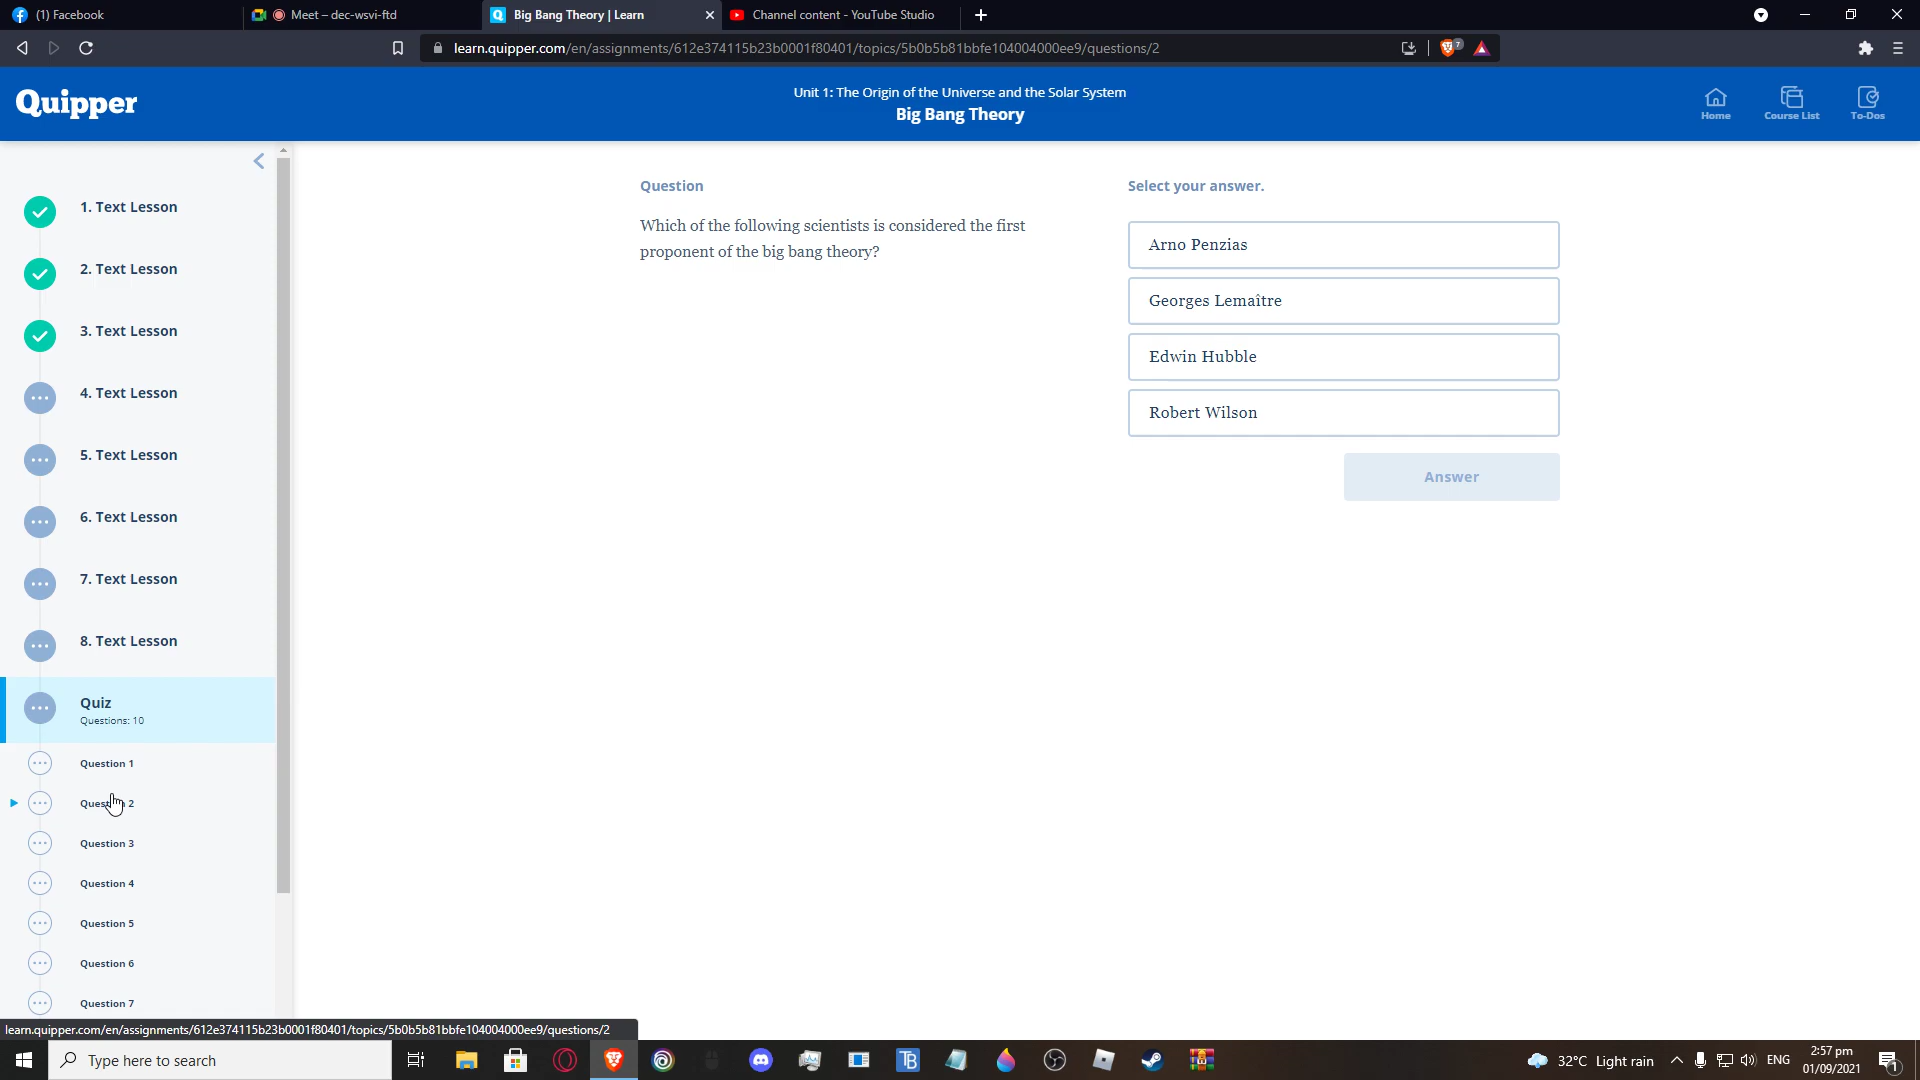 (1) Facebook
Meet – dec-wsvi-ftd
Big Bang Theory | Learn
Channel content - YouTube Studio
learn.quipper.com/en/assignments/612e374115b23b0001f80401/topics/5b0b5b81bbfe104004000ee9/questions/2
7
Quipper
Unit 1: The Origin of the Universe and the Solar System
Big Bang Theory
Home
Course List
To-Dos
1. Text Lesson
2. Text Lesson
3. Text Lesson
4. Text Lesson
5. Text Lesson
6. Text Lesson
7. Text Lesson
8. Text Lesson
Quiz
Questions: 10
Question 1
Question 2
Question 3
Question 4
Question 5
Question 6
Question 7
Question
Which of the following scientists is considered the first
proponent of the big bang theory?
Select your answer.
Arno Penzias
Georges Lemaître
Edwin Hubble
Robert Wilson
Answer
learn.quipper.com/en/assignments/612e374115b23b0001f80401/topics/5b0b5b81bbfe104004000ee9/questions/2
Type here to search
TB
32°C Light rain
ENG
2:57 pm
01/09/2021
1